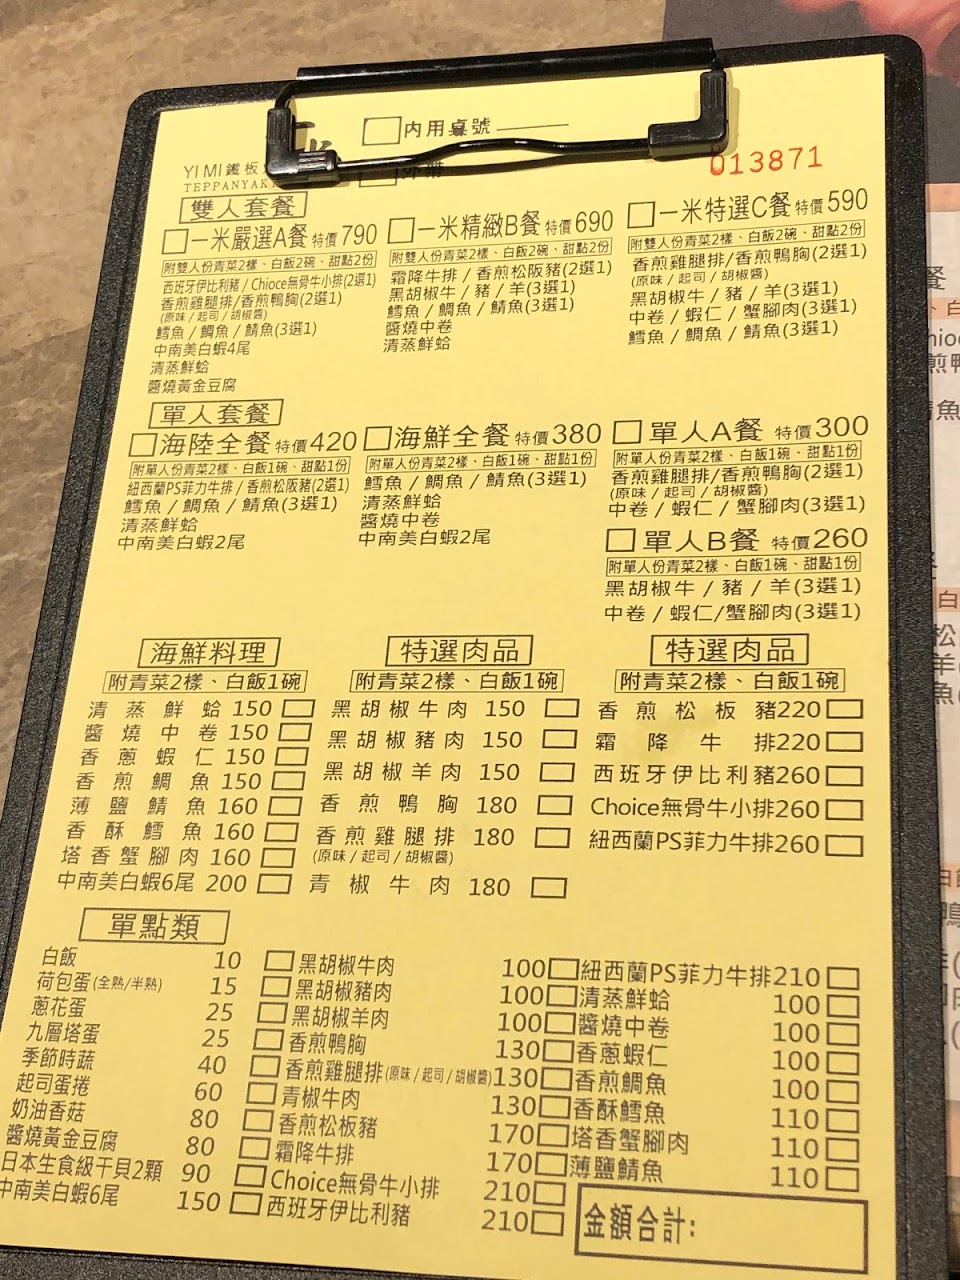 □內用桌號
YI MI 鐵板
TEPPANYAK
外帶
013871
雙人套餐
□一米嚴選A餐 特價 790
附雙人份青菜2樣、白飯2碗、甜點2份
西班牙伊比利豬/Chioce無骨牛小排(2選1)
香煎雞腿排/香煎鴨胸(2選1)
(原味/起司/胡椒醬)
鱈魚/鯛魚/鯖魚(3選1)
中南美白蝦4尾
清蒸鮮蛤
醬燒黃金豆腐
□一米精緻B餐 特價 690
附雙人份青菜2樣、白飯2碗、甜點2份
霜降牛排/香煎松阪豬(2選1)
黑胡椒牛/豬/羊(3選1)
鱈魚/鯛魚/鯖魚(3選1)
醬燒中卷
清蒸鮮蛤
□一米特選C餐 特價 590
附雙人份青菜2樣、白飯2碗、甜點2份
香煎雞腿排/香煎鴨胸(2選1)
(原味/起司/胡椒醬)
黑胡椒牛/豬/羊(3選1)
中卷/蝦仁/蟹腳肉(3選1)
鱈魚/鯛魚/鯖魚(3選1)
單人套餐
□海陸全餐 特價 420
附單人份青菜2樣、白飯1碗、甜點1份
紐西蘭PS菲力牛排/香煎松阪豬(2選1)
鱈魚/鯛魚/鯖魚(3選1)
清蒸鮮蛤
中南美白蝦2尾
□海鮮全餐 特價 380
附單人份青菜2樣、白飯1碗、甜點1份
鱈魚/鯛魚/鯖魚(3選1)
清蒸鮮蛤
醬燒中卷
中南美白蝦2尾
□單人A餐 特價 300
附單人份青菜2樣、白飯1碗、甜點1份
香煎雞腿排/香煎鴨胸(2選1)
(原味/起司/胡椒醬)
中卷/蝦仁/蟹腳肉(3選1)
□單人B餐 特價 260
附單人份青菜2樣、白飯1碗、甜點1份
黑胡椒牛/豬/羊(3選1)
中卷/蝦仁/蟹腳肉(3選1)
海鮮料理
附青菜2樣、白飯1碗
清蒸鮮蛤 150 □
醬燒中卷 150 □
香蔥蝦仁 150 □
香煎鯛魚 150 □
薄鹽鯖魚 160 □
香酥鱈魚 160 □
塔香蟹腳肉 160 □
中南美白蝦6尾 200 □
特選肉品
附青菜2樣、白飯1碗
黑胡椒牛肉 150 □
黑胡椒豬肉 150 □
黑胡椒羊肉 150 □
香煎鴨胸 180 □
香煎雞腿排 180 □
(原味/起司/胡椒醬)
青椒牛肉 180 □
特選肉品
附青菜2樣、白飯1碗
香煎松板豬 220 □
霜降牛排 220 □
西班牙伊比利豬 260 □
Choice無骨牛小排 260 □
紐西蘭PS菲力牛排 260 □
單點類
白飯 10 □
荷包蛋(全熟/半熟) 15 □
蔥花蛋 25 □
九層塔蛋 25 □
季節時蔬 40 □
起司蛋捲 60 □
奶油香菇 80 □
醬燒黃金豆腐 80 □
日本生食級干貝2顆 90 □
中南美白蝦6尾 150 □
黑胡椒牛肉 100 □
黑胡椒豬肉 100 □
黑胡椒羊肉 100 □
香煎鴨胸 130 □
香煎雞腿排(原味/起司/胡椒醬) 130 □
青椒牛肉 130 □
香煎松板豬 170 □
霜降牛排 170 □
Choice無骨牛小排 210 □
西班牙伊比利豬 210 □
紐西蘭PS菲力牛排 210 □
清蒸鮮蛤 100 □
醬燒中卷 100 □
香蔥蝦仁 100 □
香煎鯛魚 100 □
香酥鱈魚 110 □
塔香蟹腳肉 110 □
薄鹽鯖魚 110 □
金額合計: